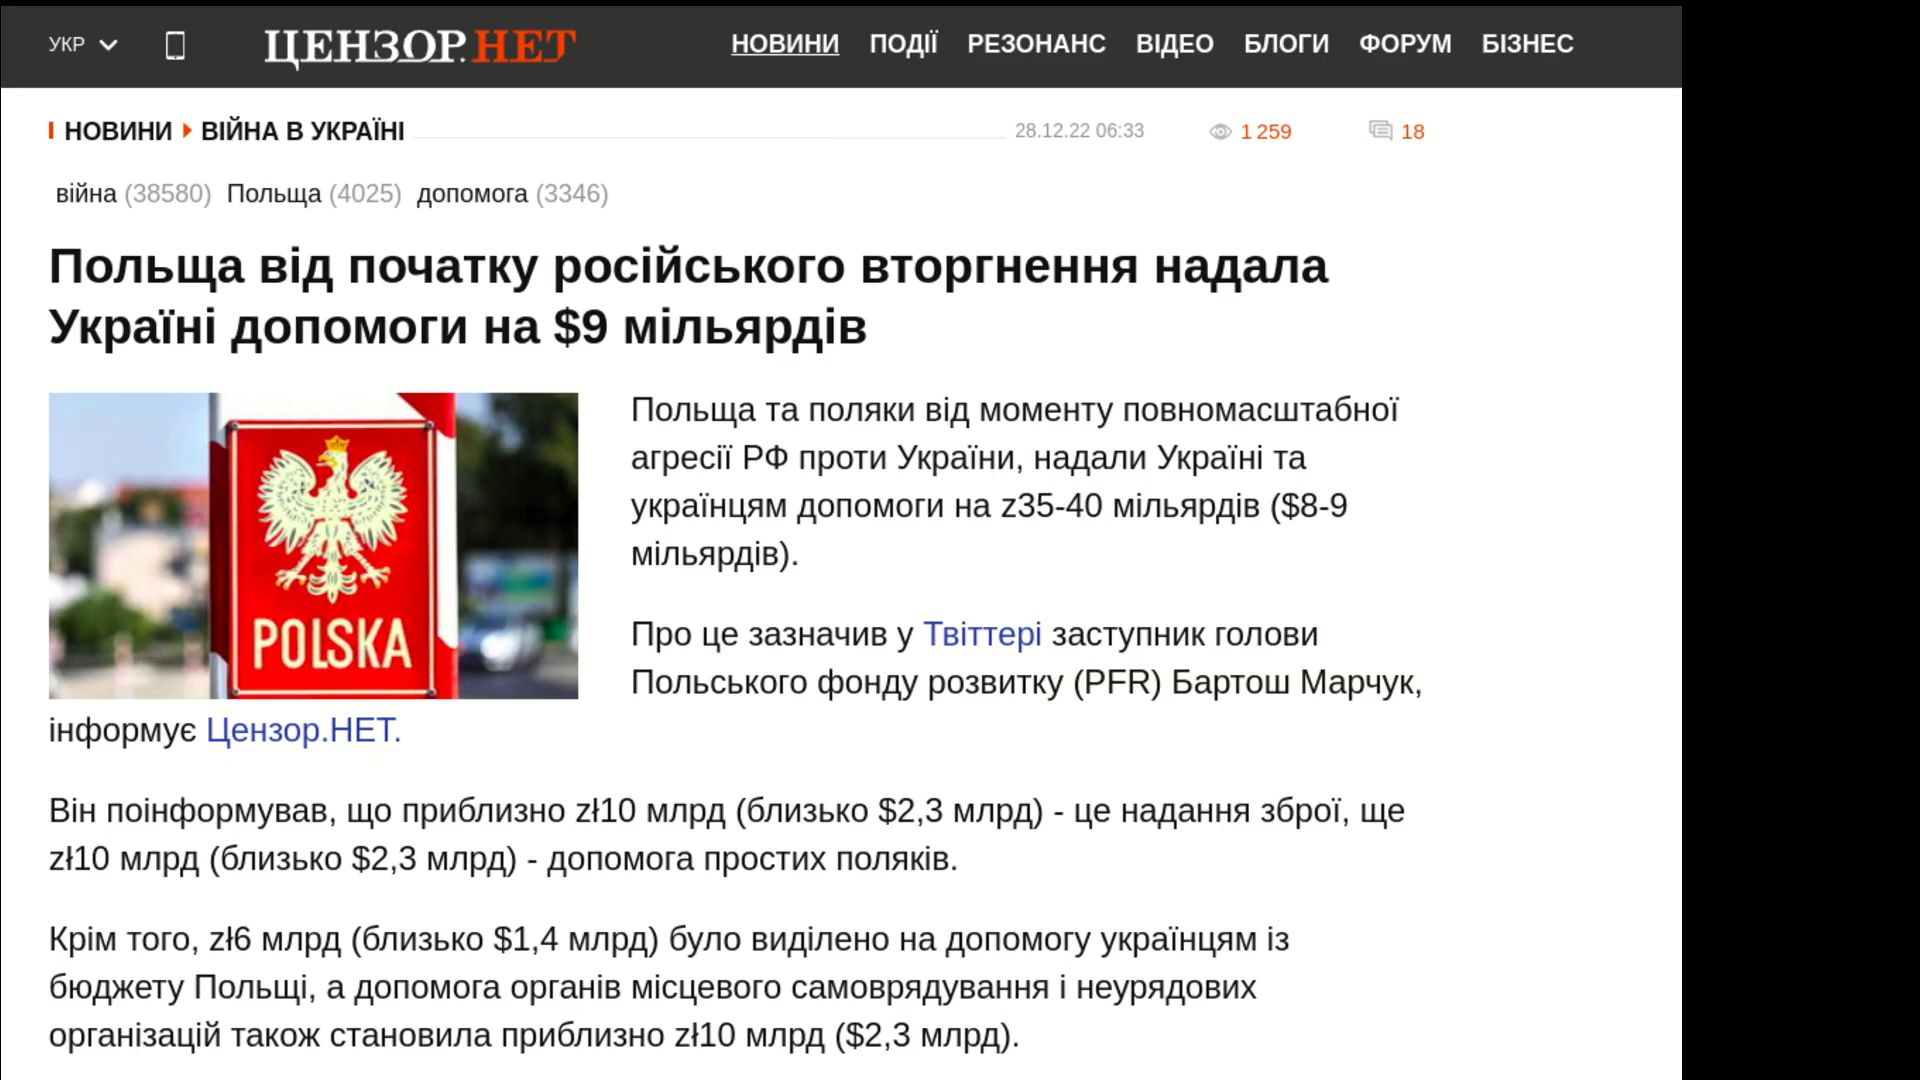 УКР
ЦЕНЗОР.НЕТ
НОВИНИ ПОДІЇ РЕЗОНАНС ВІДЕО БЛОГИ ФОРУМ БІЗНЕС
НОВИНИ ВІЙНА В УКРАЇНІ 28.12.22 06:33 1 259 18
війна (38580) Польща (4025) допомога (3346)
Польща від початку російського вторгнення надала
Україні допомоги на $9 мільярдів
POLSKA
Польща та поляки від моменту повномасштабної
агресії РФ проти України, надали Україні та
українцям допомоги на z35-40 мільярдів ($8-9
мільярдів).
Про це зазначив у Твіттері заступник голови
Польського фонду розвитку (PFR) Бартош Марчук,
інформує Цензор.НЕТ.
Він поінформував, що приблизно zł10 млрд (близько $2,3 млрд) - це надання зброї, ще
zł10 млрд (близько $2,3 млрд) - допомога простих поляків.
Крім того, zł6 млрд (близько $1,4 млрд) було виділено на допомогу українцям із
бюджету Польщі, а допомога органів місцевого самоврядування і неурядових
організацій також становила приблизно zł10 млрд ($2,3 млрд).